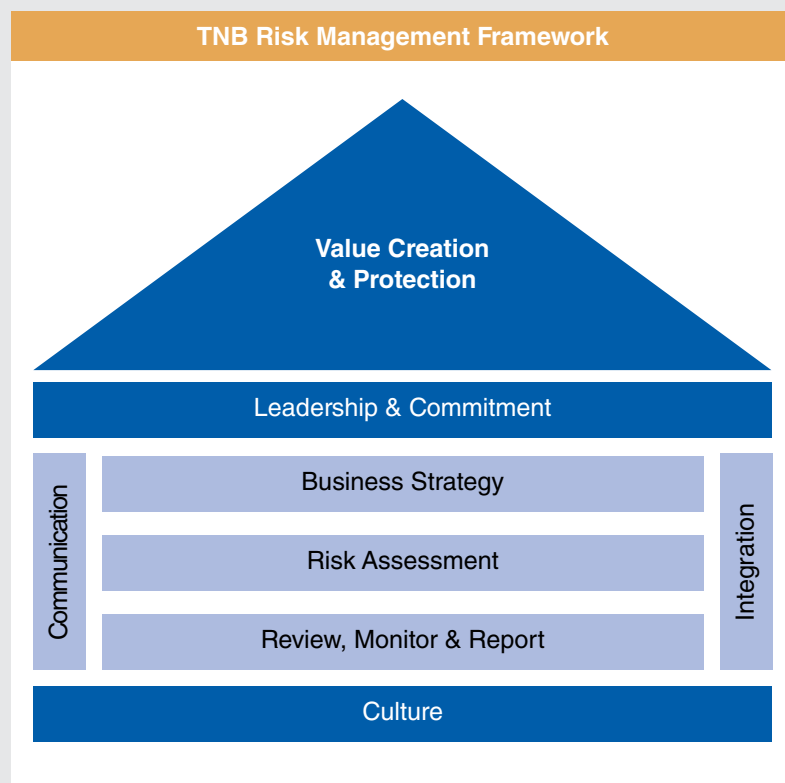 TNB Risk Management Framework
Value Creation
& Protection
Leadership & Commitment
Communication
Business Strategy
Risk Assessment
Review, Monitor & Report
Integration
Culture